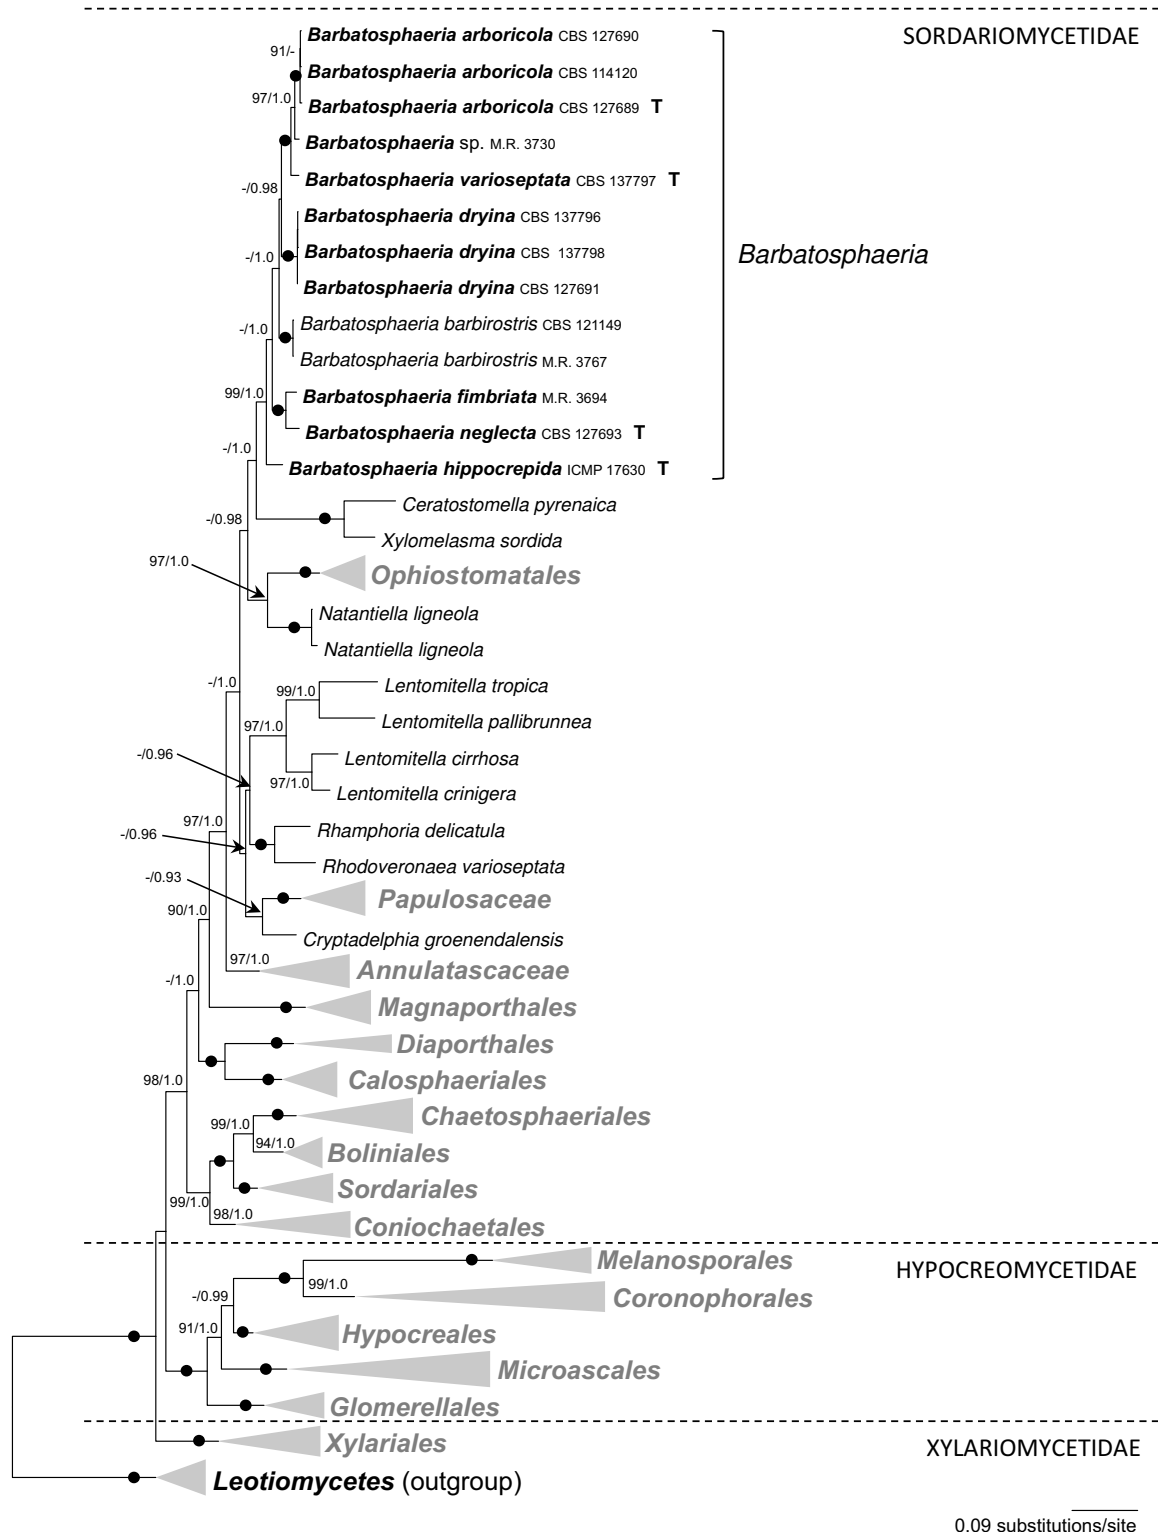 SORDARIOMYCETIDAE
Barbatosphaeria arboricola CBS 127690
91/-
Barbatosphaeria arboricola CBS 114120
97/1.0
Barbatosphaeria arboricola CBS 127689 T
Barbatosphaeria sp. M.R. 3730
Barbatosphaeria varioseptata CBS 137797 T
-/0.98
Barbatosphaeria dryina CBS 137796
Barbatosphaeria dryina CBS 137798
Barbatosphaeria
-/1.0
Barbatosphaeria dryina CBS 127691
Barbatosphaeria barbirostris CBS 121149
-/1.0
Barbatosphaeria barbirostris M.R. 3767
99/1.0
Barbatosphaeria fimbriata M.R. 3694
Barbatosphaeria neglecta CBS 127693 T
-/1.0
Barbatosphaeria hippocrepida ICMP 17630 T
Ceratostomella pyrenaica
-/0.98
Xylomelasma sordida
97/1.0
Ophiostomatales
Natantiella ligneola
Natantiella ligneola
-/1.0
Lentomitella tropica
99/1.0
Lentomitella pallibrunnea
97/1.0
-/0.96
Lentomitella cirrhosa
97/1.0
Lentomitella crinigera
97/1.0
Rhamphoria delicatula
-/0.96
Rhodoveronaea varioseptata
-/0.93
Papulosaceae
90/1.0
Cryptadelphia groenendalensis
97/1.0
Annulatascaceae
-/1.0
Magnaporthales
Diaporthales
98/1.0
Calosphaeriales
Chaetosphaeriales
99/1.0
94/1.0
Boliniales
Sordariales
99/1.0
98/1.0
Coniochaetales
HYPOCREOMYCETIDAE
Melanosporales
99/1.0
Coronophorales
-/0.99
91/1.0
Hypocreales
Microascales
Glomerellales
XYLARIOMYCETIDAE
Xylariales
Leotiomycetes (outgroup)
0.09 substitutions/site